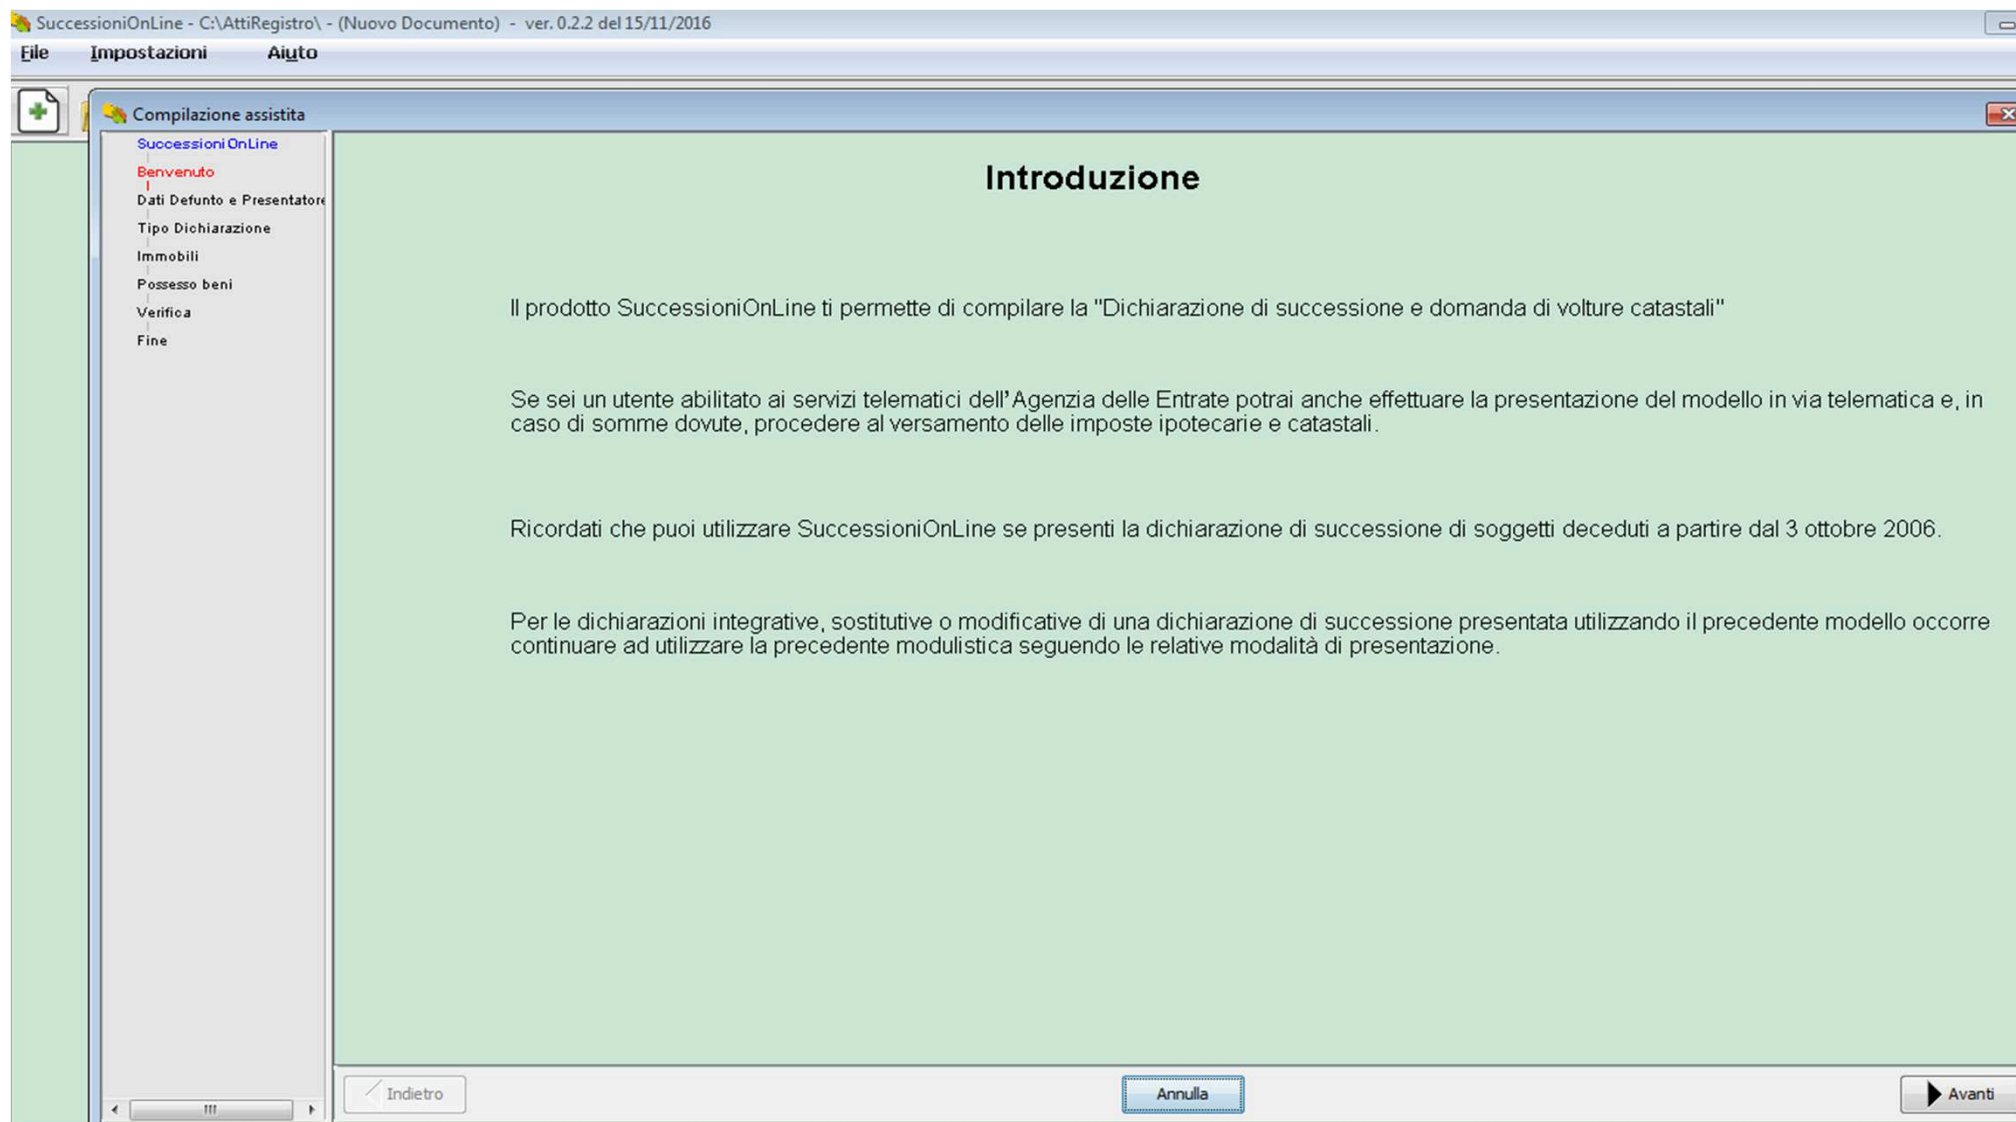 SuccessioniOnLine - C:\AttiRegistro\ - (Nuovo Documento) - ver. 0.2.2 del 15/11/2016
File Impostazioni Aiuto
Compilazione assistita
SuccessioniOnLine
Benvenuto
Dati Defunto e Presentatore
Tipo Dichiarazione
Immobili
Possesso beni
Verifica
Fine
Introduzione
Il prodotto SuccessioniOnLine ti permette di compilare la "Dichiarazione di successione e domanda di volture catastali"
Se sei un utente abilitato ai servizi telematici dell'Agenzia delle Entrate potrai anche effettuare la presentazione del modello in via telematica e, in
caso di somme dovute, procedere al versamento delle imposte ipotecarie e catastali.
Ricordati che puoi utilizzare SuccessioniOnLine se presenti la dichiarazione di successione di soggetti deceduti a partire dal 3 ottobre 2006.
Per le dichiarazioni integrative, sostitutive o modificative di una dichiarazione di successione presentata utilizzando il precedente modello occorre
continuare ad utilizzare la precedente modulistica seguendo le relative modalità di presentazione.
Indietro Annulla Avanti